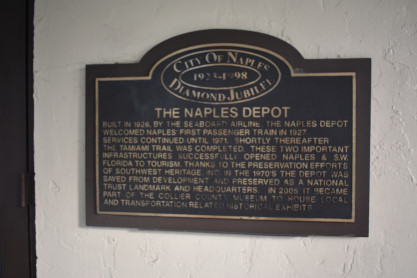 CITY OF NAPLES
1923-1998
DIAMOND JUBILEE
THE NAPLES DEPOT
BUILT IN 1926, BY THE SEABOARD AIRLINE, THE NAPLES DEPOT
WELCOMED NAPLES' FIRST PASSENGER TRAIN IN 1927.
SERVICES CONTINUED UNTIL 1971. SHORTLY THEREAFTER
THE TAMIAMI TRAIL WAS COMPLETED. THESE TWO IMPORTANT
INFRASTRUCTURES SUCCESSFULLY OPENED NAPLES & S.W.
FLORIDA TO TOURISM. THANKS TO THE PRESERVATION EFFORTS
OF SOUTHWEST HERITAGE, INC. IN THE 1970'S THE DEPOT WAS
SAVED FROM DEVELOPMENT AND PRESERVED AS A NATIONAL
TRUST LANDMARK AND HEADQUARTERS. IN 2005 IT BECAME
PART OF THE COLLIER COUNTY MUSEUM TO HOUSE LOCAL
AND TRANSPORTATION RELATED HISTORICAL EXHIBITS